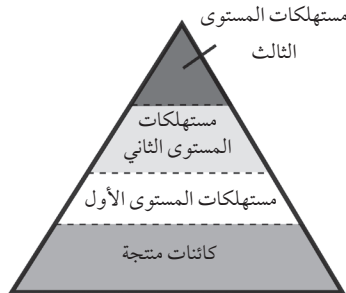 مستهلكات المستوى
الثالث
مستهلكات
المستوى الثاني
مستهلكات المستوى الأول
كائنات منتجة